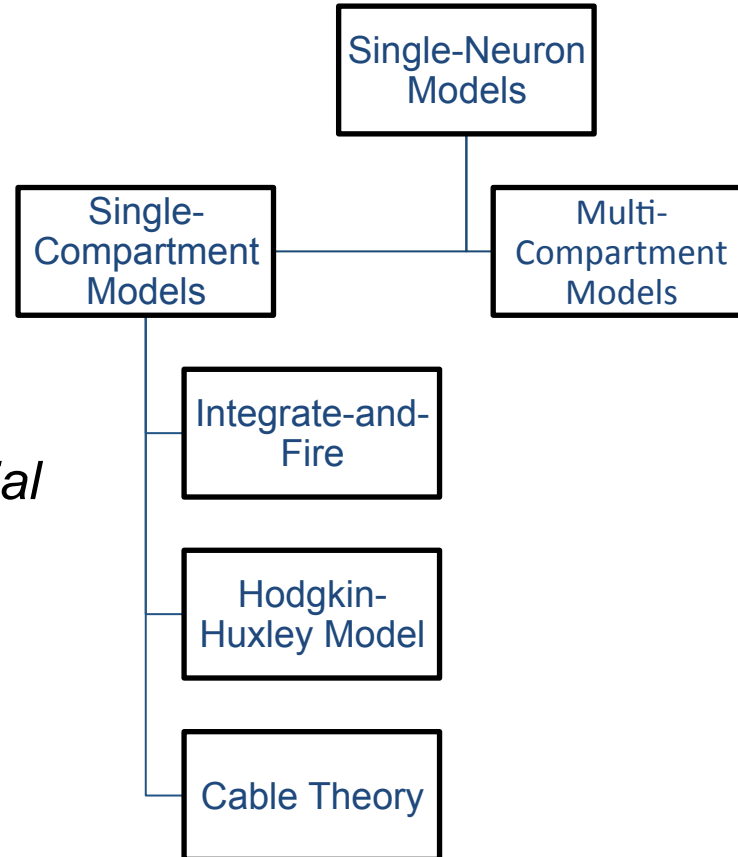 Single-Neuron
Models
Single-
Compartment
Models
Multi-
Compartment
Models
Integrate-and-
Fire
Hodgkin-
Huxley Model
Cable Theory